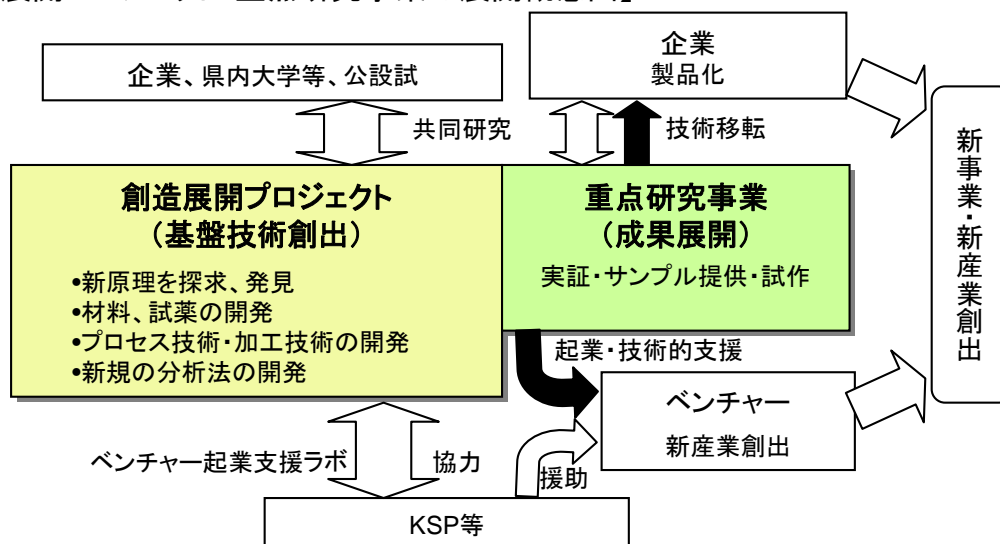 企業、県内大学等、公設試
企業
製品化
共同研究
技術移転
創造展開プロジェクト
（基盤技術創出）
•新原理を探求、発見
•材料、試薬の開発
•プロセス技術・加工技術の開発
•新規の分析法の開発
重点研究事業
（成果展開）
実証・サンプル提供・試作
新事業・新産業創出
起業・技術的支援
ベンチャー
新産業創出
ベンチャー起業支援ラボ
協力
援助
KSP等